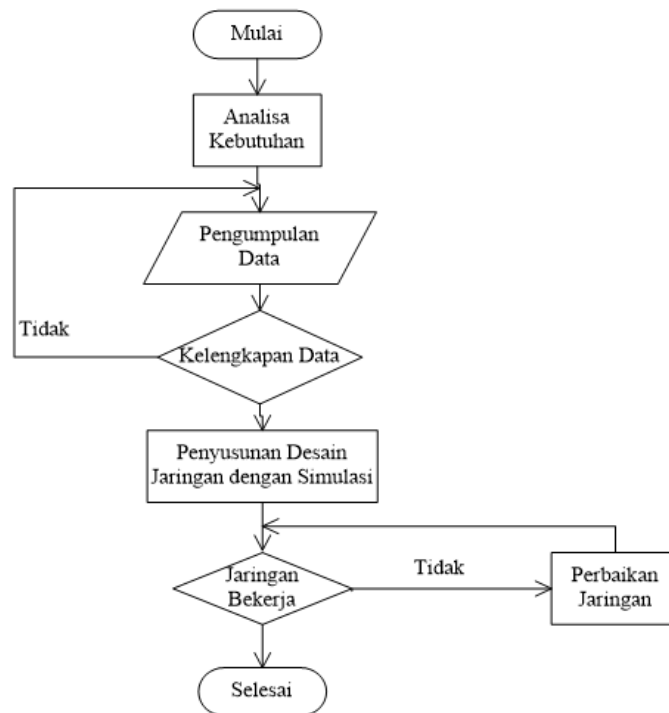 Mulai
Analisa
Kebutuhan
Pengumpulan
Data
Tidak
Kelengkapan Data
Penyusunan Desain
Jaringan dengan Simulasi
Jaringan
Bekerja
Tidak
Perbaikan
Jaringan
Selesai